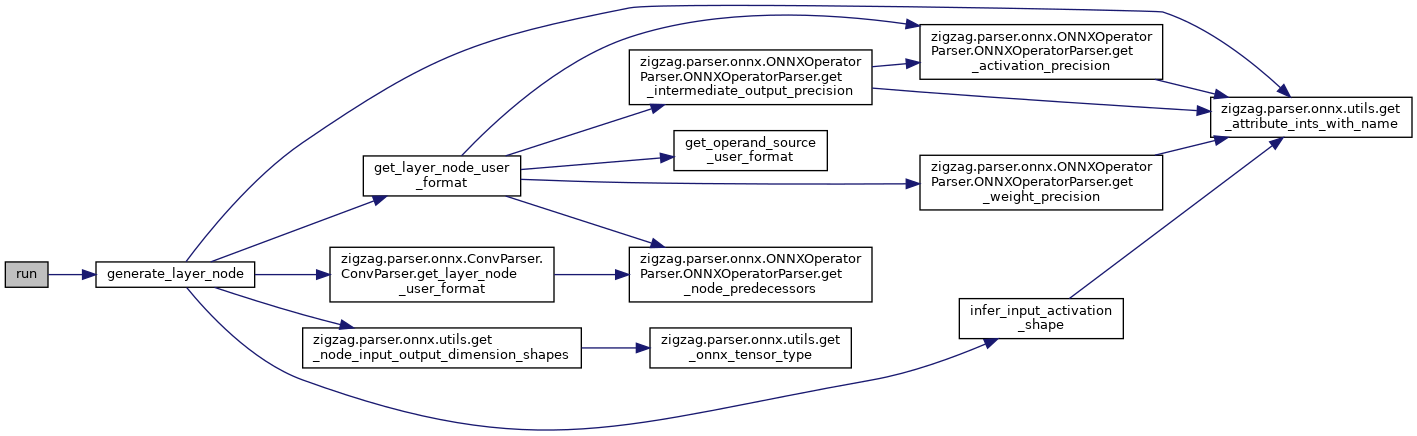 run
generate_layer_node
get_layer_node_user
_format
zigzag.parser.onnx.ConvParser.
ConvParser.get_layer_node
_user_format
zigzag.parser.onnx.utils.get
_node_input_output_dimension_shapes
zigzag.parser.onnx.ONNXOperator
Parser.ONNXOperatorParser.get
_intermediate_output_precision
get_operand_source
_user_format
zigzag.parser.onnx.ONNXOperator
Parser.ONNXOperatorParser.get
_node_predecessors
zigzag.parser.onnx.utils.get
_onnx_tensor_type
zigzag.parser.onnx.ONNXOperator
Parser.ONNXOperatorParser.get
_activation_precision
zigzag.parser.onnx.ONNXOperator
Parser.ONNXOperatorParser.get
_weight_precision
infer_input_activation
_shape
zigzag.parser.onnx.utils.get
_attribute_ints_with_name